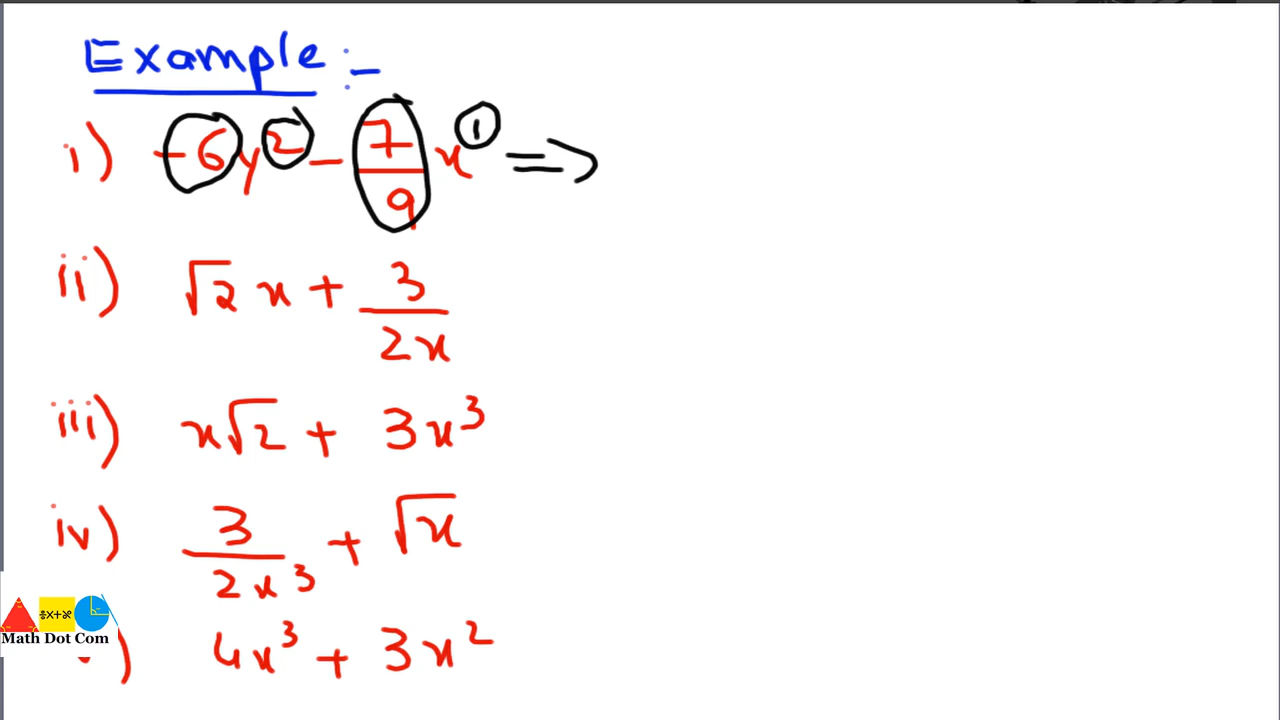 Example :-
i) -6y² - 7/9 x¹ =>
ii) √2 x + 3/2x
iii) x√2 + 3x³
iv) 3/2x³ + √x
v) 4x³ + 3x²
Math Dot Com